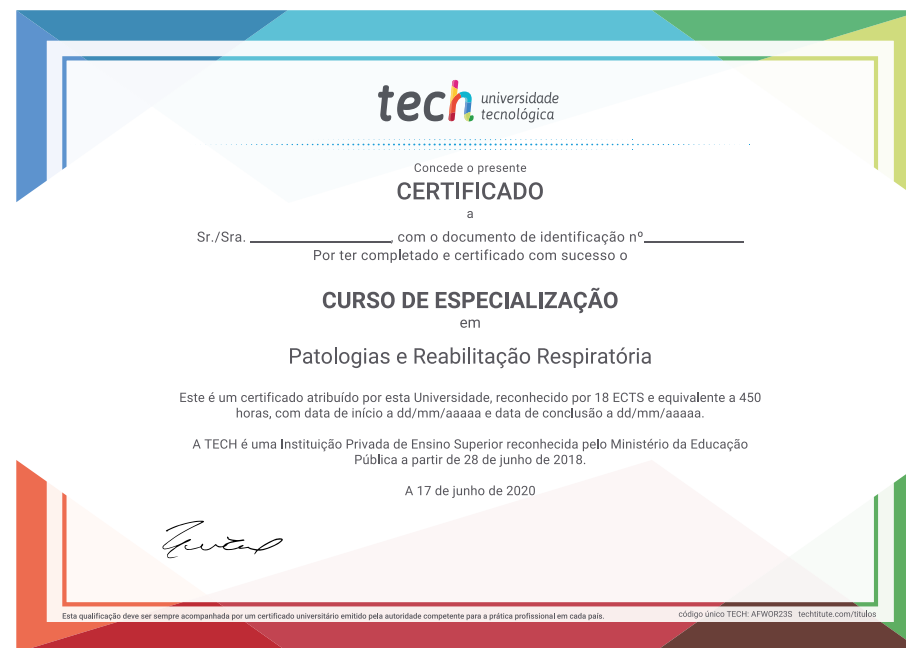 tech universidade
tecnológica
Concede o presente
CERTIFICADO
a
Sr./Sra. ________________, com o documento de identificação nº____________
Por ter completado e certificado com sucesso o
CURSO DE ESPECIALIZAÇÃO
em
Patologias e Reabilitação Respiratória
Este é um certificado atribuído por esta Universidade, reconhecido por 18 ECTS e equivalente a 450
horas, com data de início a dd/mm/aaaaa e data de conclusão a dd/mm/aaaaa.
A TECH é uma Instituição Privada de Ensino Superior reconhecida pelo Ministério da Educação
Pública a partir de 28 de junho de 2018.
A 17 de junho de 2020
Esta qualificação deve ser sempre acompanhada por um certificado universitário emitido pela autoridade competente para a prática profissional em cada país.
código único TECH: AFWOR23S techtitute.com/titulos